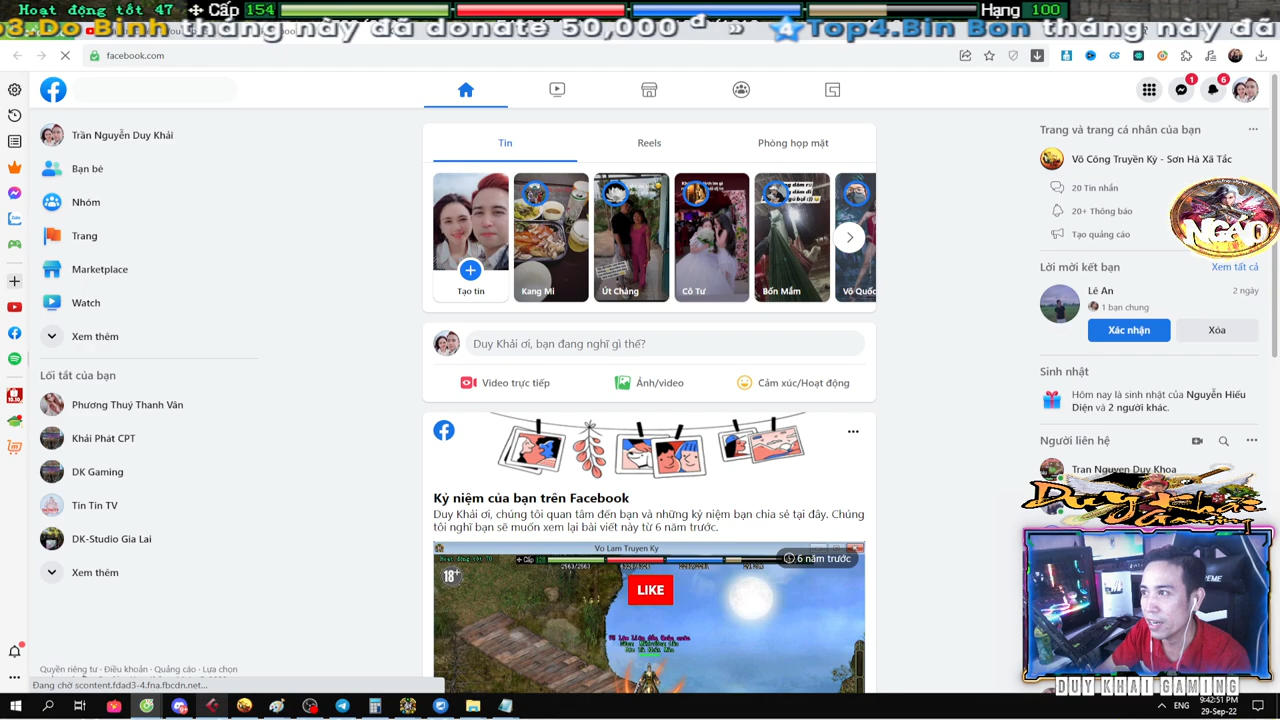 Hoạt động tốt 47
Cấp 154
Hạng 100
3.Do Bình tháng này đã donate 50,000 đ » Top4.Bin Bon tháng này đã
facebook.com
1
6
Trần Nguyễn Duy Khải
Bạn bè
Nhóm
Trang
Marketplace
Watch
Xem thêm
Lối tắt của bạn
Phương Thuý Thanh Vân
Khải Phát CPT
DK Gaming
Tin Tin TV
DK-Studio Gia Lai
Xem thêm
Quyền riêng tư · Điều khoản · Quảng cáo · Lựa chọn
Đang chờ scontent.fdad3-4.fna.fbcdn.net...
Tin
Reels
Phòng họp mặt
Tạo tin
Kang Mi
Út Chảng
Cô Tư
Bốn Mắm
Võ Quốc
Duy Khải ơi, bạn đang nghĩ gì thế?
Video trực tiếp
Ảnh/video
Cảm xúc/Hoạt động
Kỷ niệm của bạn trên Facebook
Duy Khải ơi, chúng tôi quan tâm đến bạn và những kỷ niệm bạn chia sẻ tại đây. Chúng
tôi nghĩ bạn sẽ muốn xem lại bài viết này từ 6 năm trước.
Vo Lam Truyen Ky
6 năm trước
18+
LIKE
Trang và trang cá nhân của bạn
Võ Công Truyền Kỳ - Sơn Hà Xã Tắc
20 Tin nhắn
20+ Thông báo
Tạo quảng cáo
NGẠO
Lời mời kết bạn
Xem tất cả
Lê An
2 ngày
1 bạn chung
Xác nhận
Xóa
Sinh nhật
Hôm nay là sinh nhật của Nguyễn Hiếu
Diện và 2 người khác.
Người liên hệ
Tran Nguyen Duy Khoa
Duy Khải
Gaming
DUY KHAI GAMING
ENG
9:42:51 PM
29-Sep-22